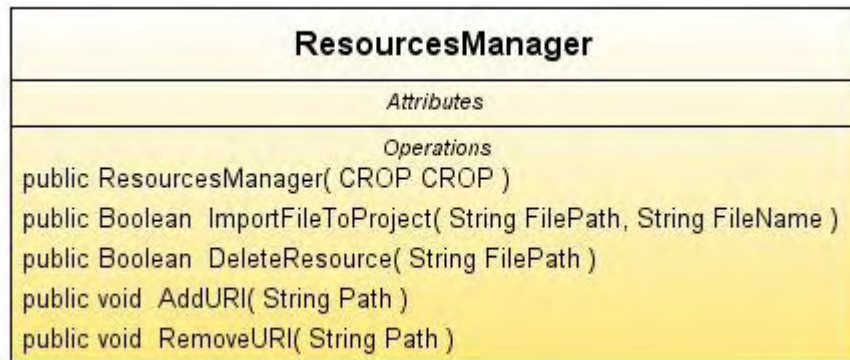 ResourcesManager
Attributes
Operations
public ResourcesManager( CROP CROP )
public Boolean ImportFileToProject( String FilePath, String FileName )
public Boolean DeleteResource( String FilePath )
public void AddURI( String Path )
public void RemoveURI( String Path )